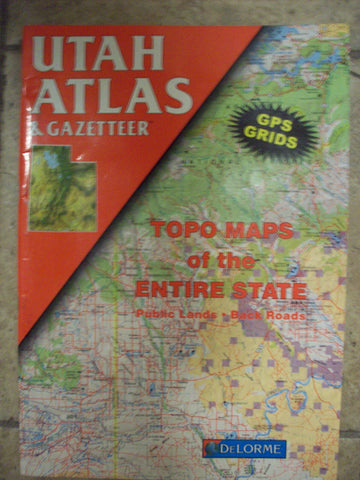 UTAH
ATLAS
& GAZETTEER
GPS
GRIDS
TOPO MAPS
of the
ENTIRE STATE
Public Lands • Back Roads
DELORME